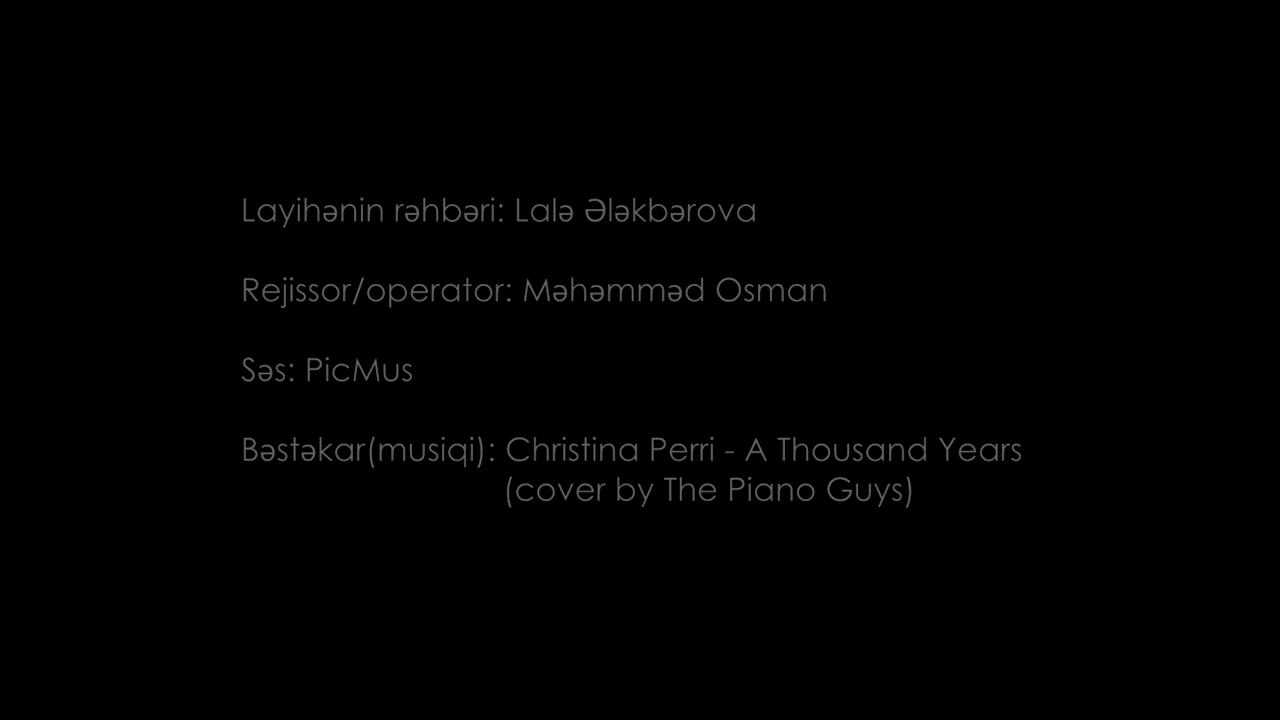 Layihənin rəhbəri: Lalə Ələkbərova
Rejissor/operator: Məhəmməd Osman
Səs: PicMus
Bəstəkar(musiqi): Christina Perri - A Thousand Years
(cover by The Piano Guys)